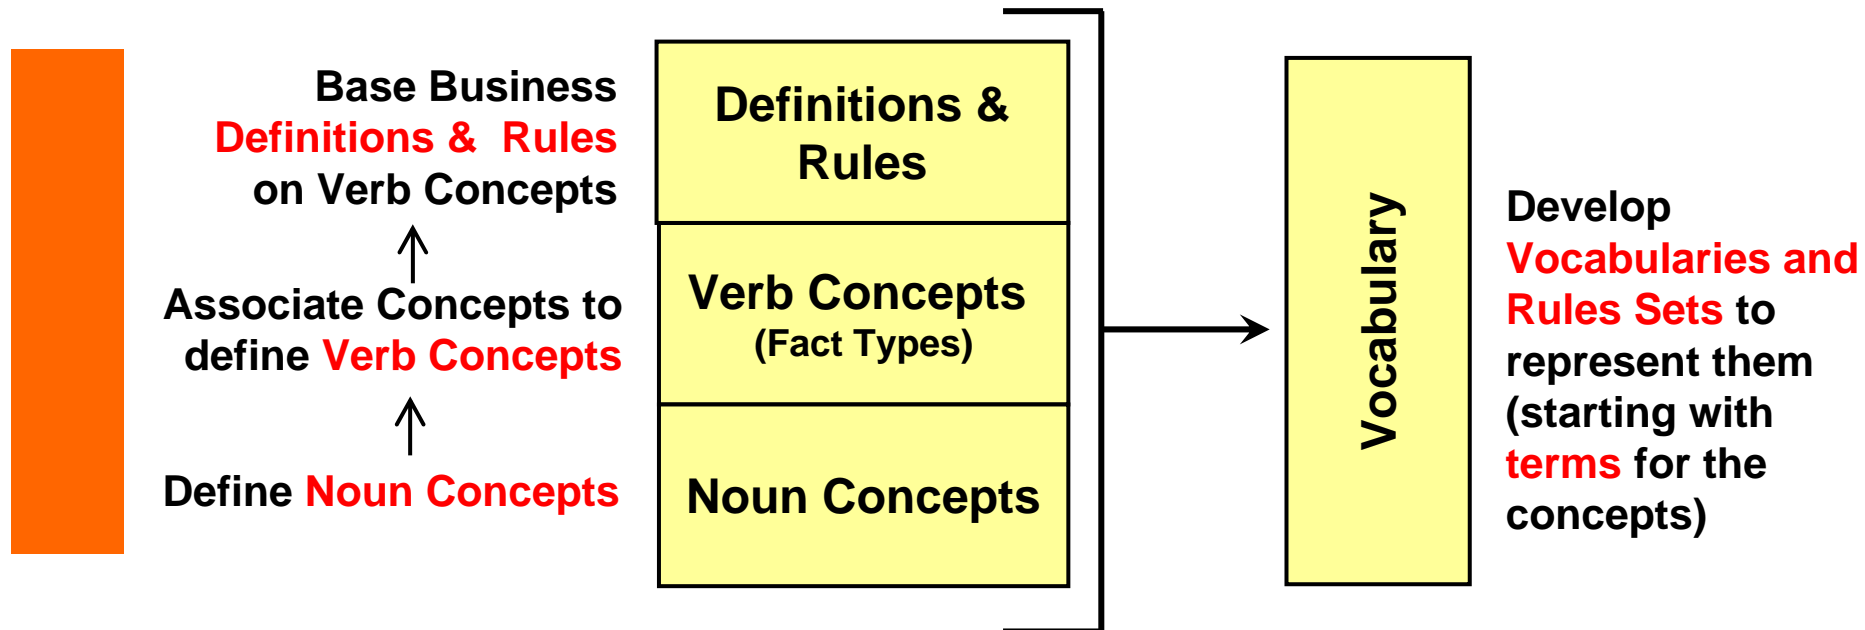 Base Business
Definitions & Rules
on Verb Concepts
Associate Concepts to
define Verb Concepts
Define Noun Concepts
Definitions &
Rules
Verb Concepts
(Fact Types)
Noun Concepts
Vocabulary
Develop
Vocabularies and
Rules Sets to
represent them
(starting with
terms for the
concepts)